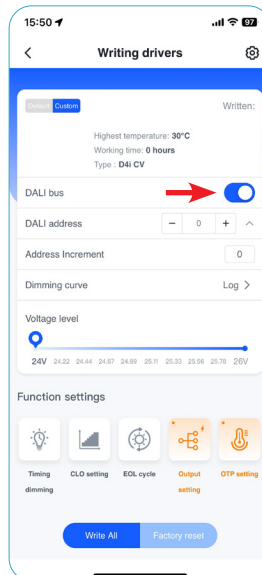 15:50 97
Writing drivers
Default Custom Written:
Highest temperature: 30°C
Working time: 0 hours
Type : D4i CV
DALI bus
DALI address − 0 +
Address Increment 0
Dimming curve Log >
Voltage level
24V 24.22 24.44 24.67 24.89 25.11 25.33 25.56 25.78 26V
Function settings
Timing dimming
CLO setting
EOL cycle
Output setting
OTP setting
Write All Factory reset